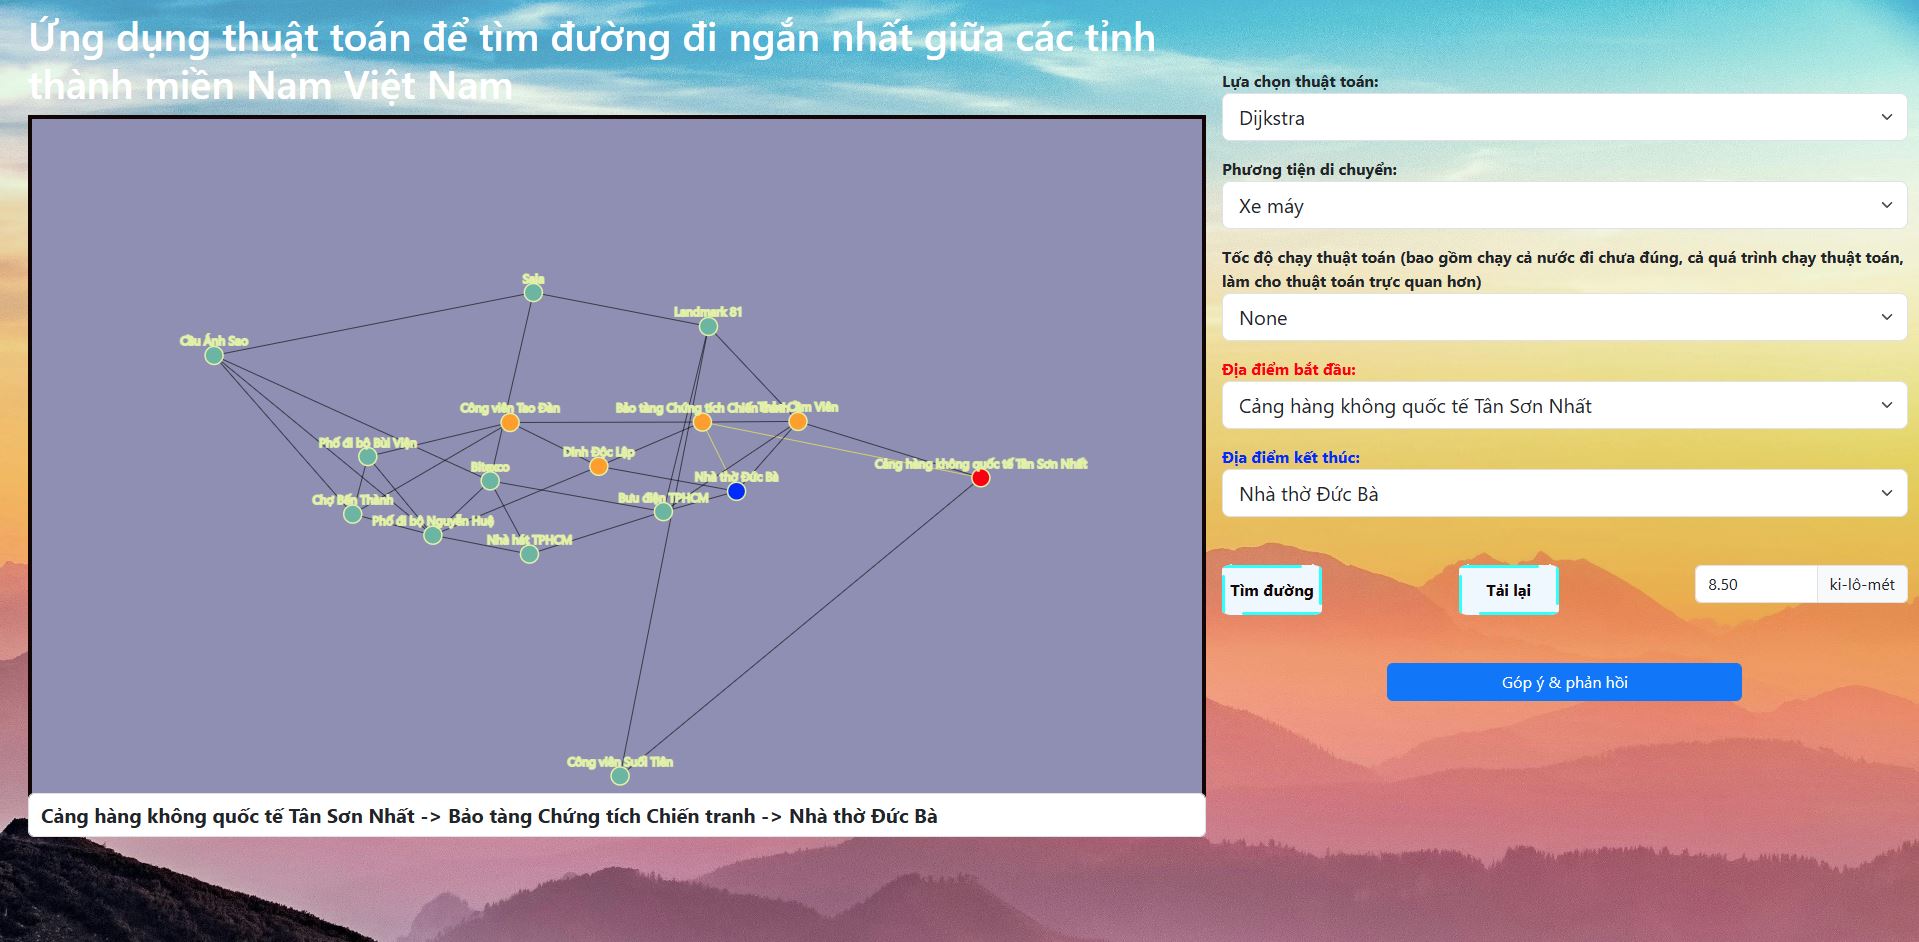 Ứng dụng thuật toán để tìm đường đi ngắn nhất giữa các tỉnh
thành miền Nam Việt Nam
Sala
Landmark 81
Cầu Ánh Sao
Công viên Tao Đàn
Bảo tàng Chứng tích Chiến tranh
Thảo Cầm Viên
Phố đi bộ Bùi Viện
Dinh Độc Lập
Bitexco
Cảng hàng không quốc tế Tân Sơn Nhất
Nhà thờ Đức Bà
Chợ Bến Thành
Bưu điện TPHCM
Phố đi bộ Nguyễn Huệ
Nhà hát TPHCM
Công viên Suối Tiên
Cảng hàng không quốc tế Tân Sơn Nhất -> Bảo tàng Chứng tích Chiến tranh -> Nhà thờ Đức Bà
Lựa chọn thuật toán:
Dijkstra
Phương tiện di chuyển:
Xe máy
Tốc độ chạy thuật toán (bao gồm chạy cả nước đi chưa đúng, cả quá trình chạy thuật toán,
làm cho thuật toán trực quan hơn)
None
Địa điểm bắt đầu:
Cảng hàng không quốc tế Tân Sơn Nhất
Địa điểm kết thúc:
Nhà thờ Đức Bà
Tìm đường
Tải lại
8.50 ki-lô-mét
Góp ý & phản hồi